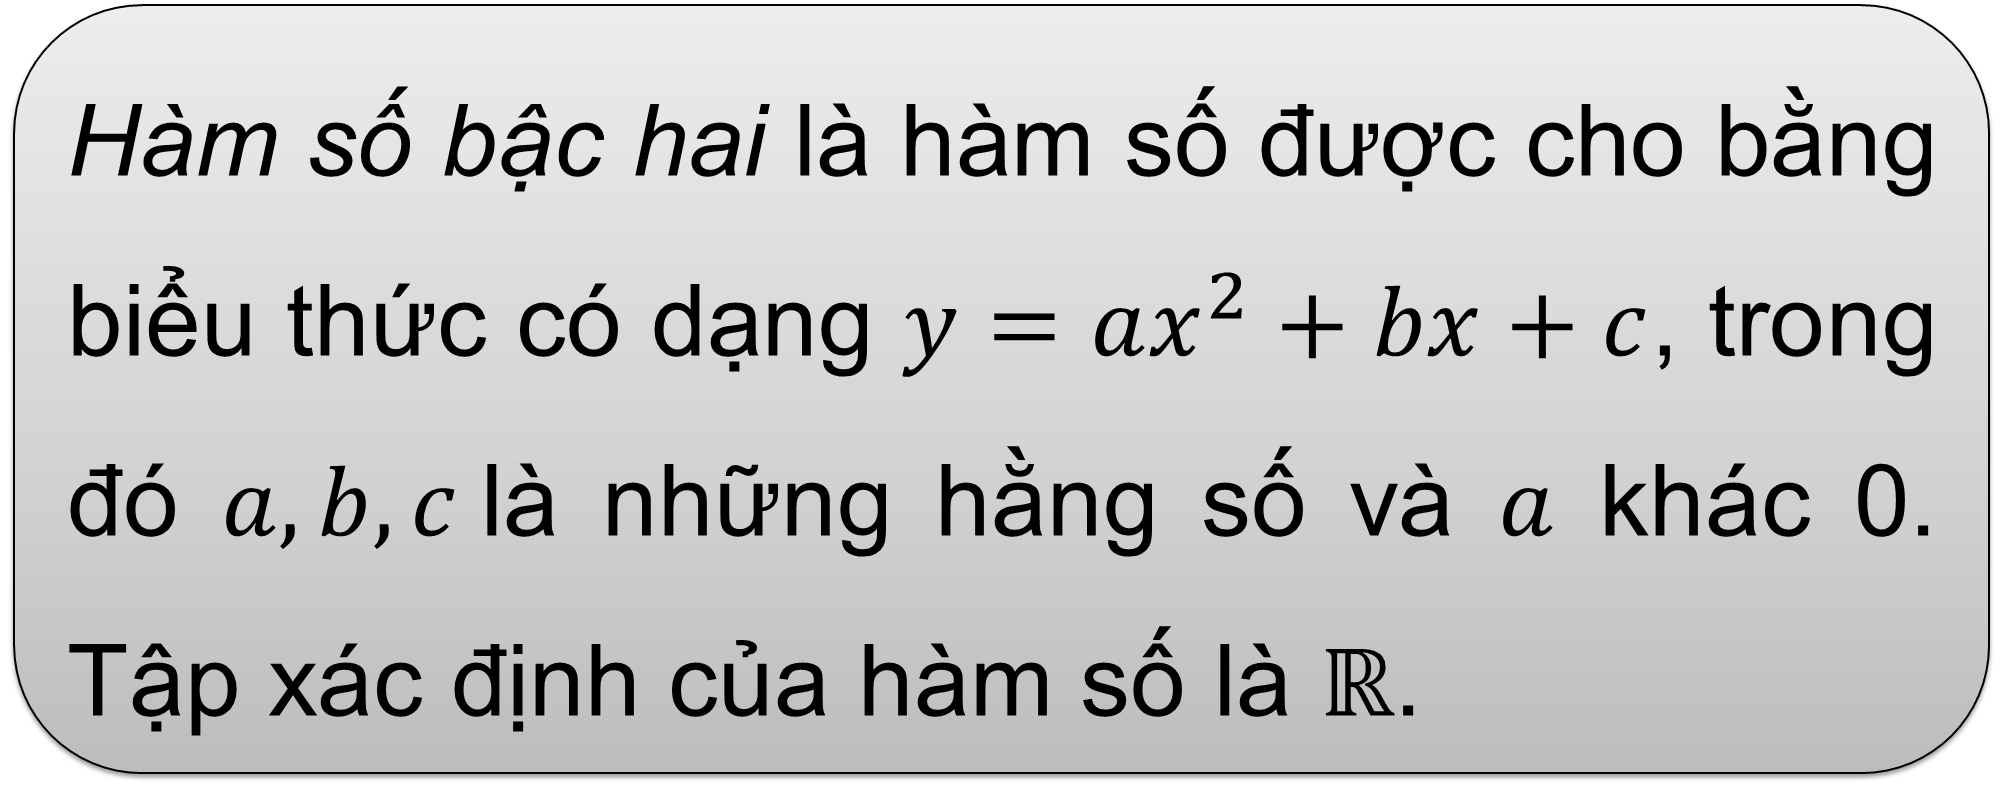 Hàm số bậc hai là hàm số được cho bằng
biểu thức có dạng y = ax² + bx + c, trong
đó a, b, c là những hằng số và a khác 0.
Tập xác định của hàm số là ℝ.